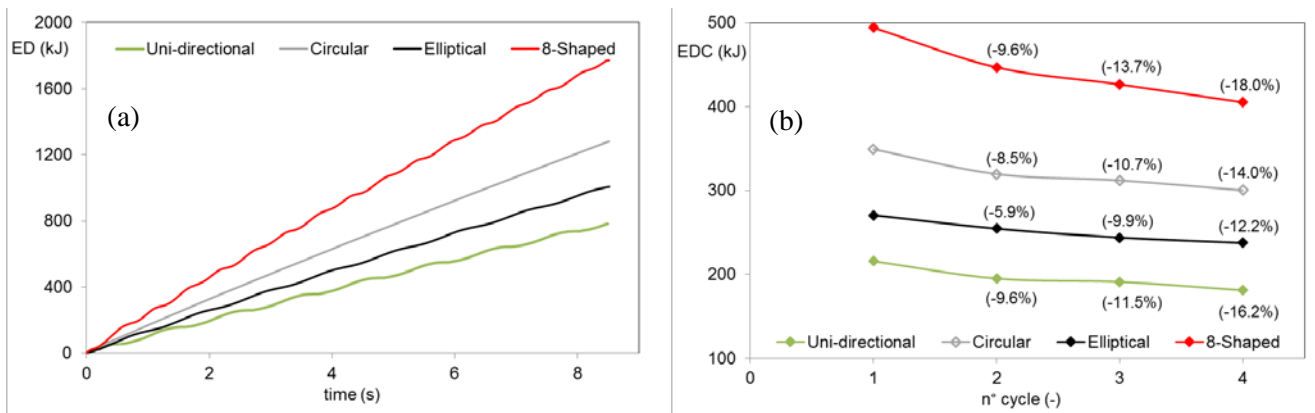 2000
ED (kJ)
Uni-directional Circular Elliptical 8-Shaped
1600
(a)
1200
800
400
0
0 2 4 6 8
time (s)
500
EDC (kJ)
(-9.6%)
(-13.7%)
(-18.0%)
400
(b)
(-8.5%)
(-10.7%)
(-14.0%)
300
(-5.9%)
(-9.9%)
(-12.2%)
200
(-9.6%)
(-11.5%)
(-16.2%)
Uni-directional Circular Elliptical 8-Shaped
100
1 2 3 4
n° cycle (-)